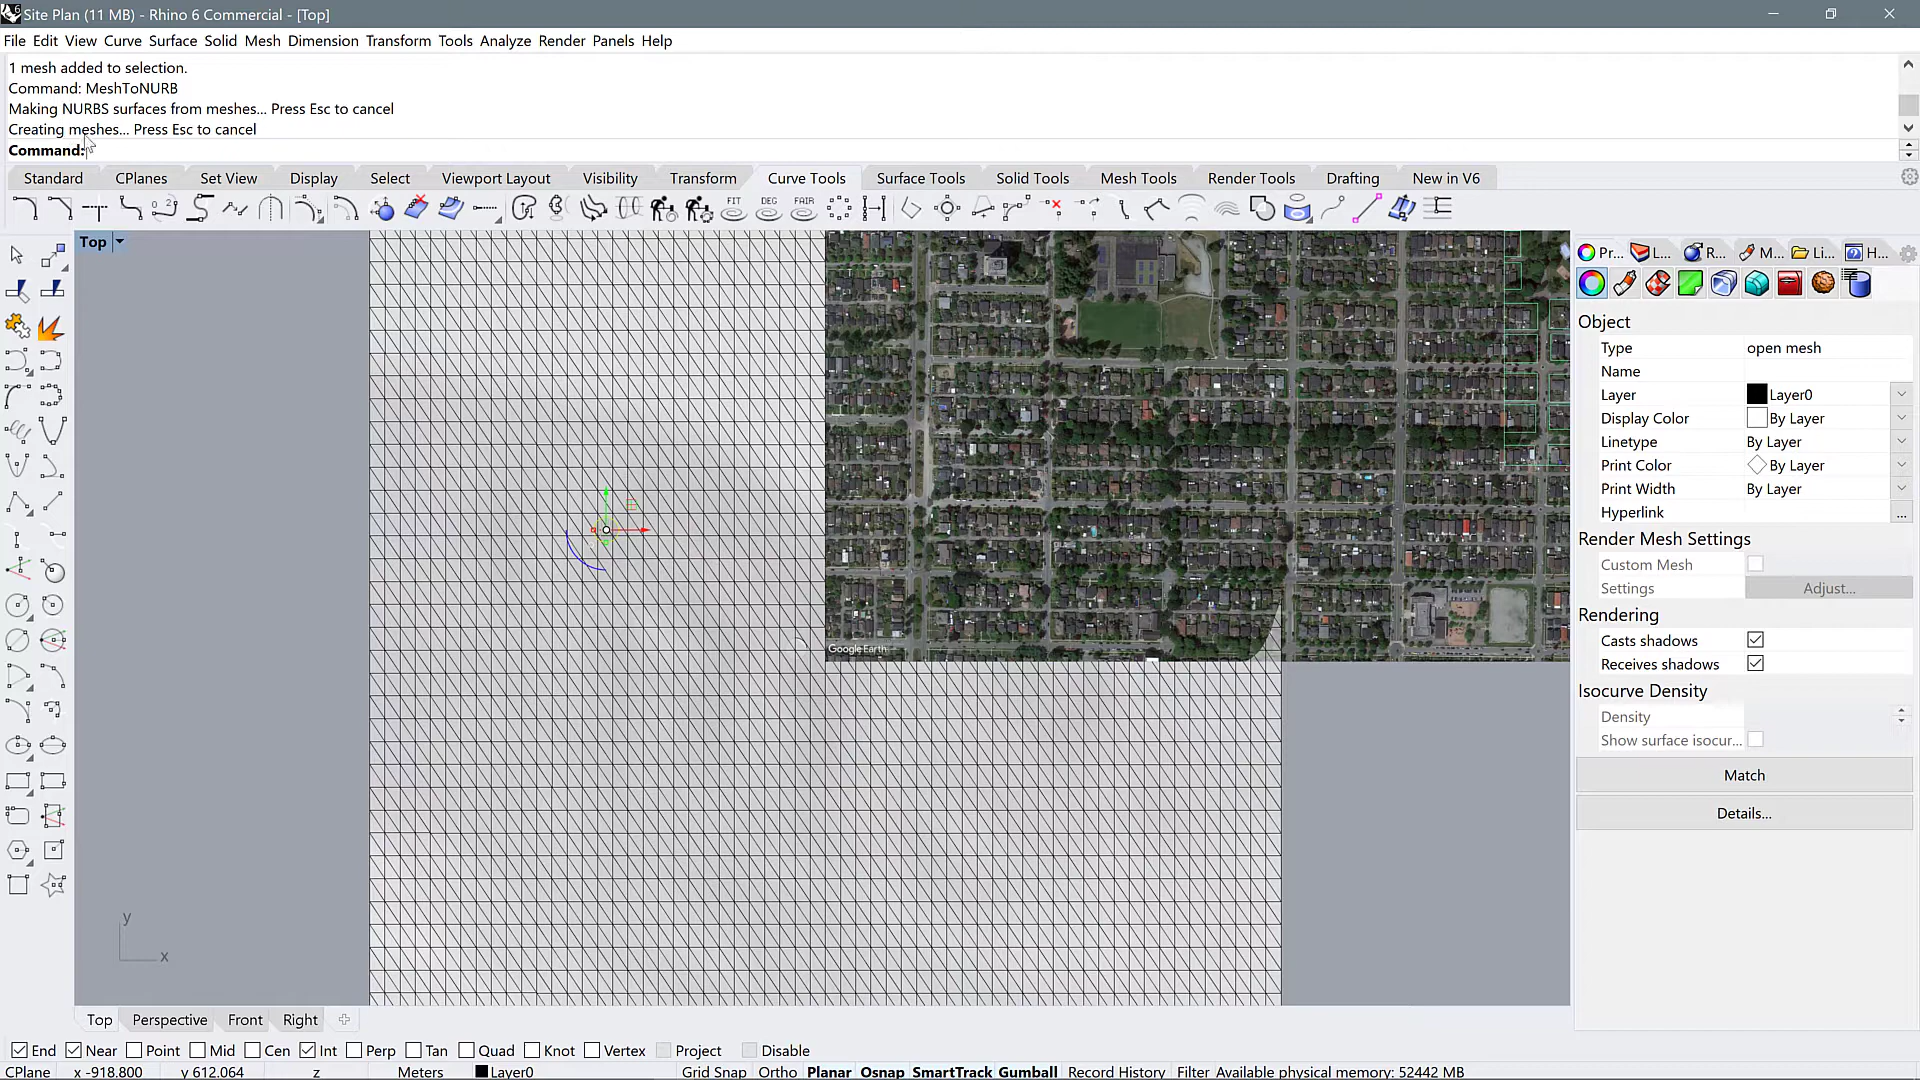 Site Plan (11 MB) - Rhino 6 Commercial - [Top]
File Edit View Curve Surface Solid Mesh Dimension Transform Tools Analyze Render Panels Help
1 mesh added to selection.
Command: MeshToNURB
Making NURBS surfaces from meshes... Press Esc to cancel
Creating meshes... Press Esc to cancel
Command:
Standard CPlanes Set View Display Select Viewport Layout Visibility Transform Curve Tools Surface Tools Solid Tools Mesh Tools Render Tools Drafting New in V6
FIT DEG FAIR
Top
Pr... L... R... M... Li... H...
Object
Type open mesh
Name
Layer Layer0
Display Color By Layer
Linetype By Layer
Print Color By Layer
Print Width By Layer
Hyperlink ...
Render Mesh Settings
Custom Mesh
Settings Adjust...
Rendering
Casts shadows
Receives shadows
Isocurve Density
Density
Show surface isocur...
Match
Details...
Google Earth
y
x
Top Perspective Front Right
End Near Point Mid Cen Int Perp Tan Quad Knot Vertex Project Disable
CPlane x -918.800 y 612.064 z Meters Layer0 Grid Snap Ortho Planar Osnap SmartTrack Gumball Record History Filter Available physical memory: 52442 MB